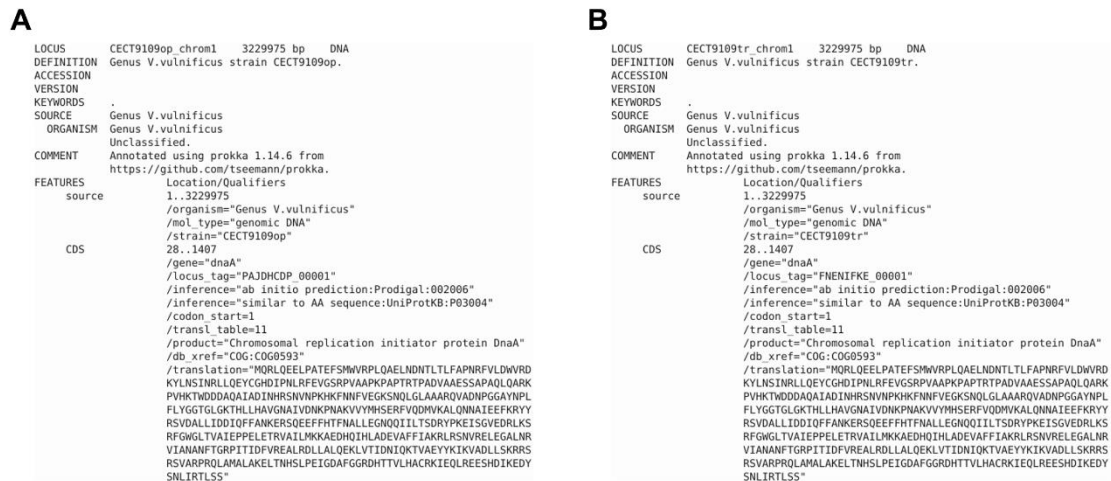 A
LOCUS CECT9109op_chrom1 3229975 bp DNA
DEFINITION Genus V.vulnificus strain CECT9109op.
ACCESSION
VERSION
KEYWORDS .
SOURCE Genus V.vulnificus
ORGANISM Genus V.vulnificus
Unclassified.
COMMENT Annotated using prokka 1.14.6 from
https://github.com/tseemann/prokka.
FEATURES Location/Qualifiers
source 1..3229975
/organism="Genus V.vulnificus"
/mol_type="genomic DNA"
/strain="CECT9109op"
CDS 28..1407
/gene="dnaA"
/locus_tag="PAJDHCDP_00001"
/inference="ab initio prediction:Prodigal:002006"
/inference="similar to AA sequence:UniProtKB:P03004"
/codon_start=1
/transl_table=11
/product="Chromosomal replication initiator protein DnaA"
/db_xref="COG:COG0593"
/translation="MQRLQEELPATEFSMWVRPLQAELNDNTLTLFAPNRFVLDWVRD
KYLNSINRLLQEYCGHDIPNLRFEVGSRPVAAPKPAPTRTPADVAAESSAPAQLQARK
PVHKTWDDDAQAIADINHRSNVNPKHKFNNFVEGKSNQLGLAAARQVADNPGGAYNPL
FLYGGTGLGKTHLLHAVGNAIVDNKPNAKVVYMHSERFVQDMVKALQNNAIEEFKRYY
RSVDALLIDDIQFFANKERSQEEFFHTFNALLEGNQQIILTSDRYPKEISGVEDRLKS
RFGWGLTVAIEPPELETRVAILMKKAEDHQIHLADEVAFFIAKRLRSNVRELEGALNR
VIANANFTGRPITIDFVREALRDLLALQEKLVTIDNIQKTVAEYYKIKVADLLSKRRS
RSVARPRQLAMALAKELTNHSLPEIGDAFGGRDHTTVLHACRKIEQLREESHDIKEDY
SNLIRTLSS"
B
LOCUS CECT9109tr_chrom1 3229975 bp DNA
DEFINITION Genus V.vulnificus strain CECT9109tr.
ACCESSION
VERSION
KEYWORDS .
SOURCE Genus V.vulnificus
ORGANISM Genus V.vulnificus
Unclassified.
COMMENT Annotated using prokka 1.14.6 from
https://github.com/tseemann/prokka.
FEATURES Location/Qualifiers
source 1..3229975
/organism="Genus V.vulnificus"
/mol_type="genomic DNA"
/strain="CECT9109tr"
CDS 28..1407
/gene="dnaA"
/locus_tag="FNENIFKE_00001"
/inference="ab initio prediction:Prodigal:002006"
/inference="similar to AA sequence:UniProtKB:P03004"
/codon_start=1
/transl_table=11
/product="Chromosomal replication initiator protein DnaA"
/db_xref="COG:COG0593"
/translation="MQRLQEELPATEFSMWVRPLQAELNDNTLTLFAPNRFVLDWVRD
KYLNSINRLLQEYCGHDIPNLRFEVGSRPVAAPKPAPTRTPADVAAESSAPAQLQARK
PVHKTWDDDAQAIADINHRSNVNPKHKFNNFVEGKSNQLGLAAARQVADNPGGAYNPL
FLYGGTGLGKTHLLHAVGNAIVDNKPNAKVVYMHSERFVQDMVKALQNNAIEEFKRYY
RSVDALLIDDIQFFANKERSQEEFFHTFNALLEGNQQIILTSDRYPKEISGVEDRLKS
RFGWGLTVAIEPPELETRVAILMKKAEDHQIHLADEVAFFIAKRLRSNVRELEGALNR
VIANANFTGRPITIDFVREALRDLLALQEKLVTIDNIQKTVAEYYKIKVADLLSKRRS
RSVARPRQLAMALAKELTNHSLPEIGDAFGGRDHTTVLHACRKIEQLREESHDIKEDY
SNLIRTLSS"